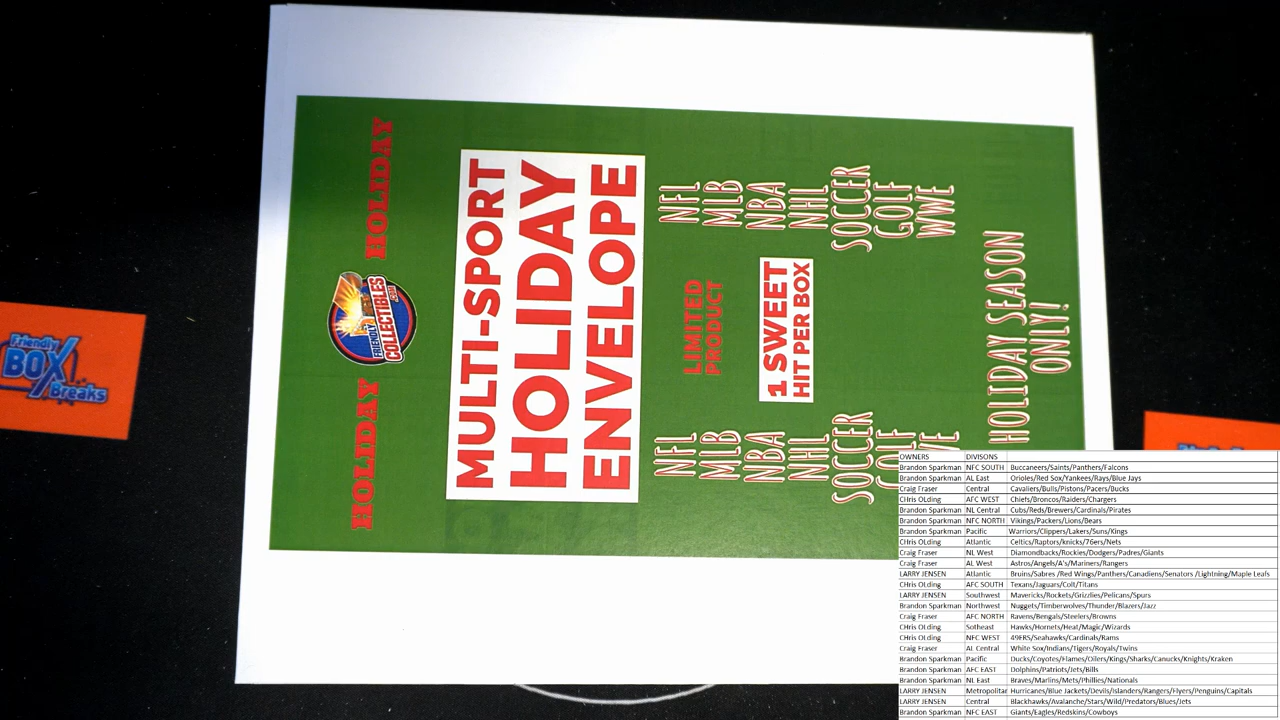 HOLIDAY
FRIENDLY
COLLECTIBLES
.COM
HOLIDAY
MULTI-SPORT
HOLIDAY
ENVELOPE
NFL
MLB
NBA
NHL
SOCCER
GOLF
WWE
LIMITED
PRODUCT
1 SWEET
HIT PER BOX
NFL
MLB
NBA
NHL
SOCCER
GOLF
WWE
HOLIDAY SEASON
ONLY!
Friendly
BOX
Breaks
OWNERS DIVISONS
Brandon Sparkman NFC SOUTH Buccaneers/Saints/Panthers/Falcons
Brandon Sparkman AL East Orioles/Red Sox/Yankees/Rays/Blue Jays
Craig Fraser Central Cavaliers/Bulls/Pistons/Pacers/Bucks
CHris OLding AFC WEST Chiefs/Broncos/Raiders/Chargers
Brandon Sparkman NL Central Cubs/Reds/Brewers/Cardinals/Pirates
Brandon Sparkman NFC NORTH Vikings/Packers/Lions/Bears
Brandon Sparkman Pacific Warriors/Clippers/Lakers/Suns/Kings
CHris OLding Atlantic Celtics/Raptors/knicks/76ers/Nets
Craig Fraser NL West Diamondbacks/Rockies/Dodgers/Padres/Giants
Craig Fraser AL West Astros/Angels/A's/Mariners/Rangers
LARRY JENSEN Atlantic Bruins/Sabres /Red Wings/Panthers/Canadiens/Senators /Lightning/Maple Leafs
CHris OLding AFC SOUTH Texans/Jaguars/Colt/Titans
LARRY JENSEN Southwest Mavericks/Rockets/Grizzlies/Pelicans/Spurs
Brandon Sparkman Northwest Nuggets/Timberwolves/Thunder/Blazers/Jazz
Craig Fraser AFC NORTH Ravens/Bengals/Steelers/Browns
CHris OLding Sotheast Hawks/Hornets/Heat/Magic/Wizards
CHris OLding NFC WEST 49ERS/Seahawks/Cardinals/Rams
Craig Fraser AL Central White Sox/Indians/Tigers/Royals/Twins
Brandon Sparkman Pacific Ducks/Coyotes/Flames/Oilers/Kings/Sharks/Canucks/Knights/Kraken
Brandon Sparkman AFC EAST Dolphins/Patriots/Jets/Bills
Brandon Sparkman NL East Braves/Marlins/Mets/Phillies/Nationals
LARRY JENSEN Metropolitar Hurricanes/Blue Jackets/Devils/Islanders/Rangers/Flyers/Penguins/Capitals
LARRY JENSEN Central Blackhawks/Avalanche/Stars/Wild/Predators/Blues/Jets
Brandon Sparkman NFC EAST Giants/Eagles/Redskins/Cowboys